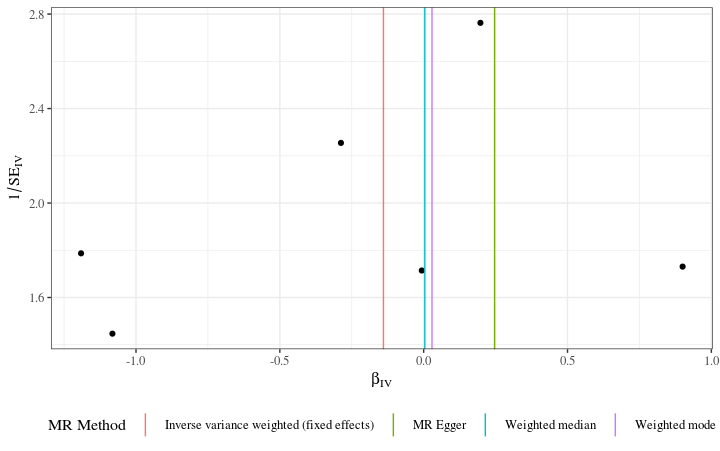 2.8
2.4
2.0
1.6
1/SE_IV
-1.0 -0.5 0.0 0.5 1.0
β_IV
MR Method Inverse variance weighted (fixed effects) MR Egger Weighted median Weighted mode